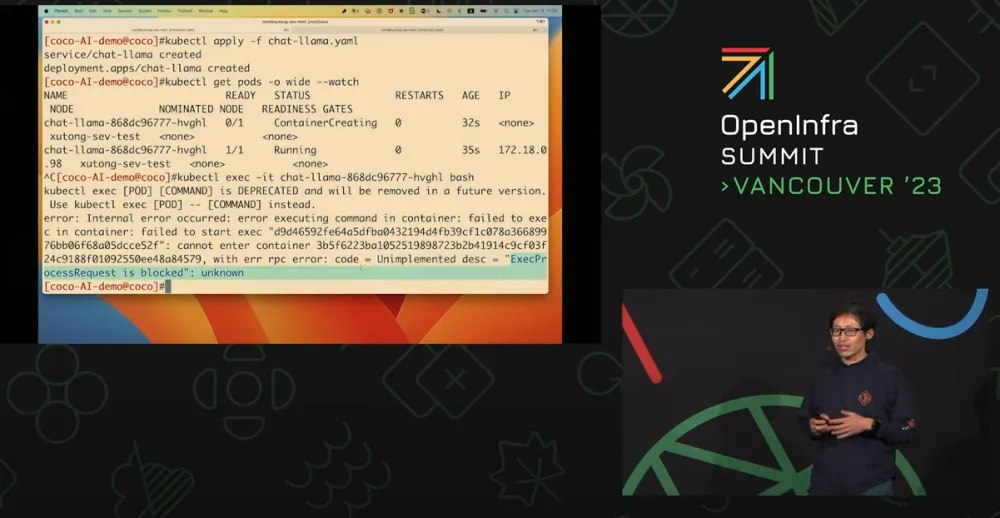 [coco-AI-demo@coco]#kubectl apply -f chat-llama.yaml
service/chat-llama created
deployment.apps/chat-llama created
[coco-AI-demo@coco]#kubectl get pods -o wide --watch
NAME READY STATUS RESTARTS AGE IP
NODE NOMINATED NODE READINESS GATES
chat-llama-868dc96777-hvghl 0/1 ContainerCreating 0 32s <none>
xutong-sev-test <none> <none>
chat-llama-868dc96777-hvghl 1/1 Running 0 35s 172.18.0
.98 xutong-sev-test <none> <none>
^C[coco-AI-demo@coco]#kubectl exec -it chat-llama-868dc96777-hvghl bash
kubectl exec [POD] [COMMAND] is DEPRECATED and will be removed in a future version.
Use kubectl exec [POD] -- [COMMAND] instead.
error: Internal error occurred: error executing command in container: failed to exe
c in container: failed to start exec "d9d46592fe64a5dfba0432194d4fb39cf1c078a366899
76bb06f68a05dcce52f": cannot enter container 3b5f6223ba1052519898723b2b41914c9cf03f
24c9188f01092550ee48a84579, with err rpc error: code = Unimplemented desc = "ExecPr
ocessRequest is blocked": unknown
[coco-AI-demo@coco]#
OpenInfra
SUMMIT
>VANCOUVER '23